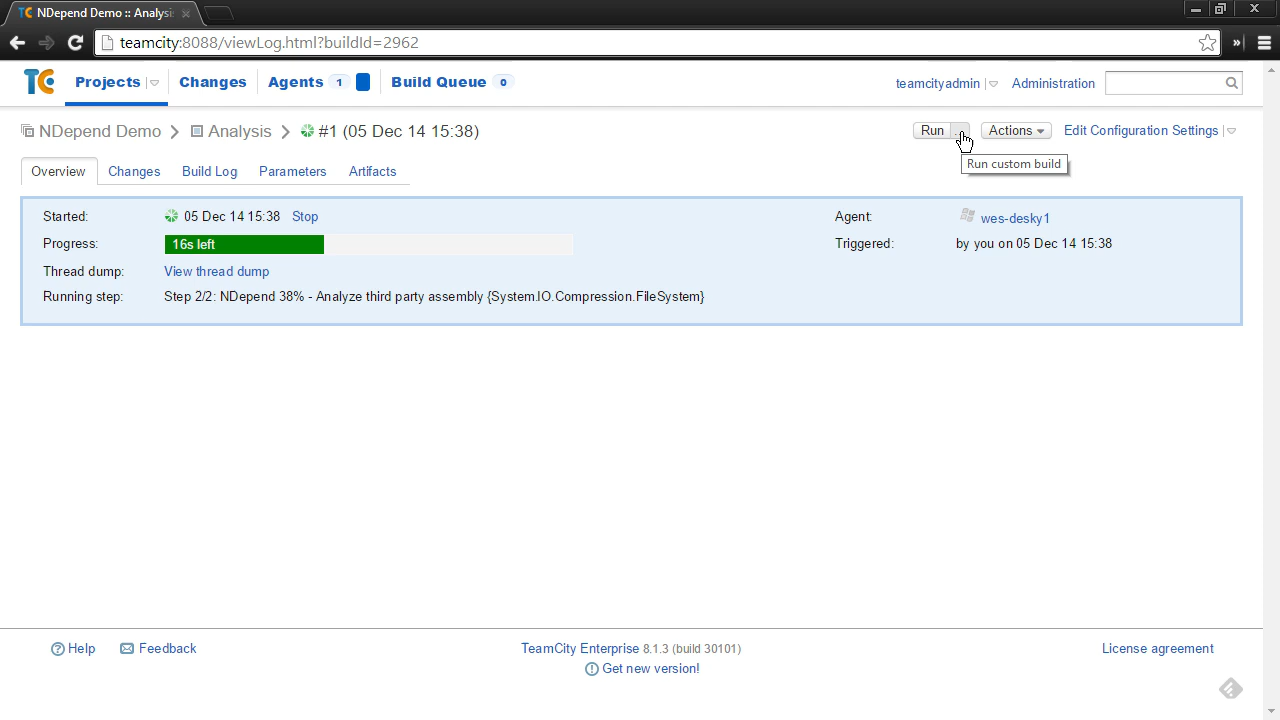 TC NDepend Demo :: Analysi
teamcity:8088/viewLog.html?buildId=2962
TC Projects Changes Agents 1 Build Queue 0 teamcityadmin Administration
NDepend Demo > Analysis > #1 (05 Dec 14 15:38) Run ... Actions Edit Configuration Settings
Run custom build
Overview Changes Build Log Parameters Artifacts
Started: 05 Dec 14 15:38 Stop Agent: wes-desky1
Progress: 16s left Triggered: by you on 05 Dec 14 15:38
Thread dump: View thread dump
Running step: Step 2/2: NDepend 38% - Analyze third party assembly {System.IO.Compression.FileSystem}
Help Feedback TeamCity Enterprise 8.1.3 (build 30101) License agreement
Get new version!